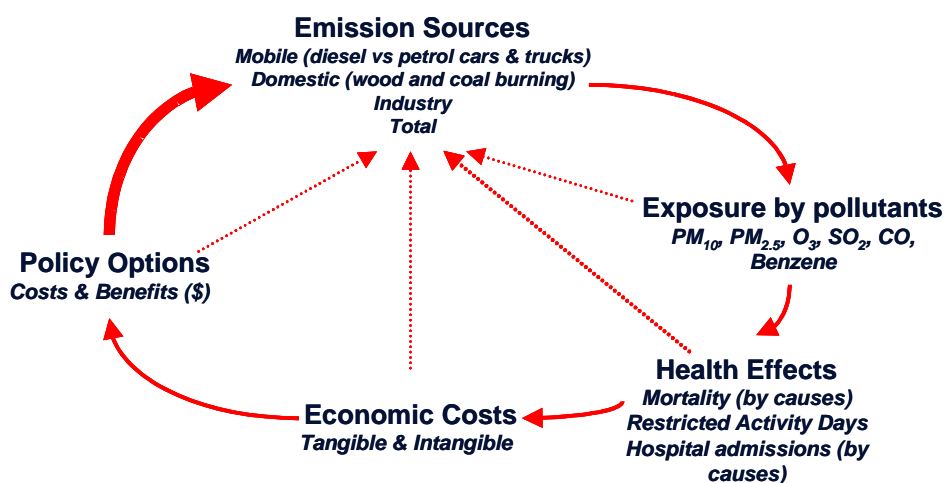 Emission Sources
Mobile (diesel vs petrol cars & trucks)
Domestic (wood and coal burning)
Industry
Total
Exposure by pollutants
PM10, PM2.5, O3, SO2, CO,
Benzene
Policy Options
Costs & Benefits ($)
Health Effects
Mortality (by causes)
Restricted Activity Days
Hospital admissions (by
causes)
Economic Costs
Tangible & Intangible